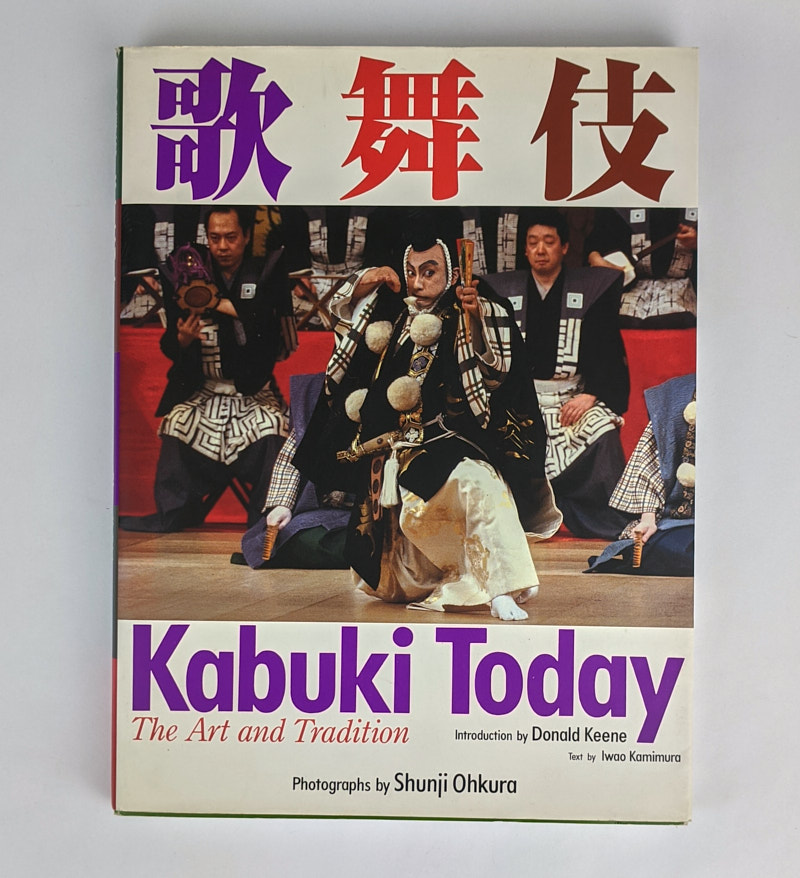 歌舞伎
Kabuki Today
The Art and Tradition
Introduction by Donald Keene
Text by Iwao Kamimura
Photographs by Shunji Ohkura